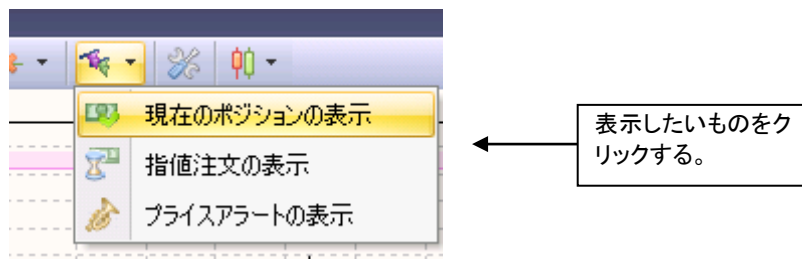 現在のポジションの表示
指値注文の表示
プライスアラートの表示
表示したいものをク
リックする。